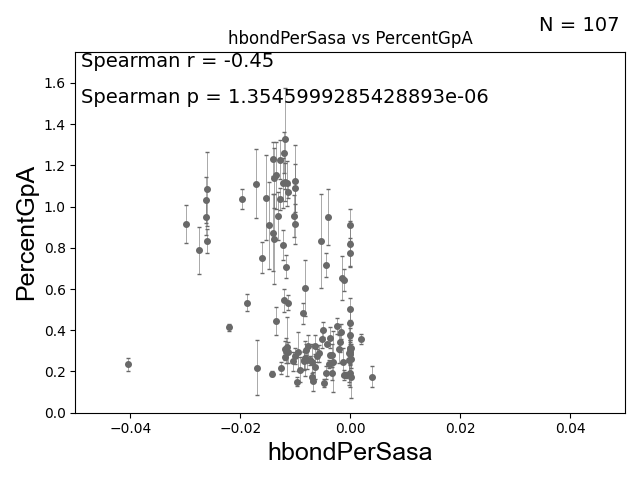 N = 107
hbondPerSasa vs PercentGpA
Spearman r = -0.45
Spearman p = 1.3545999285428893e-06
PercentGpA
1.6
1.4
1.2
1.0
0.8
0.6
0.4
0.2
0.0
−0.04 −0.02 0.00 0.02 0.04
hbondPerSasa